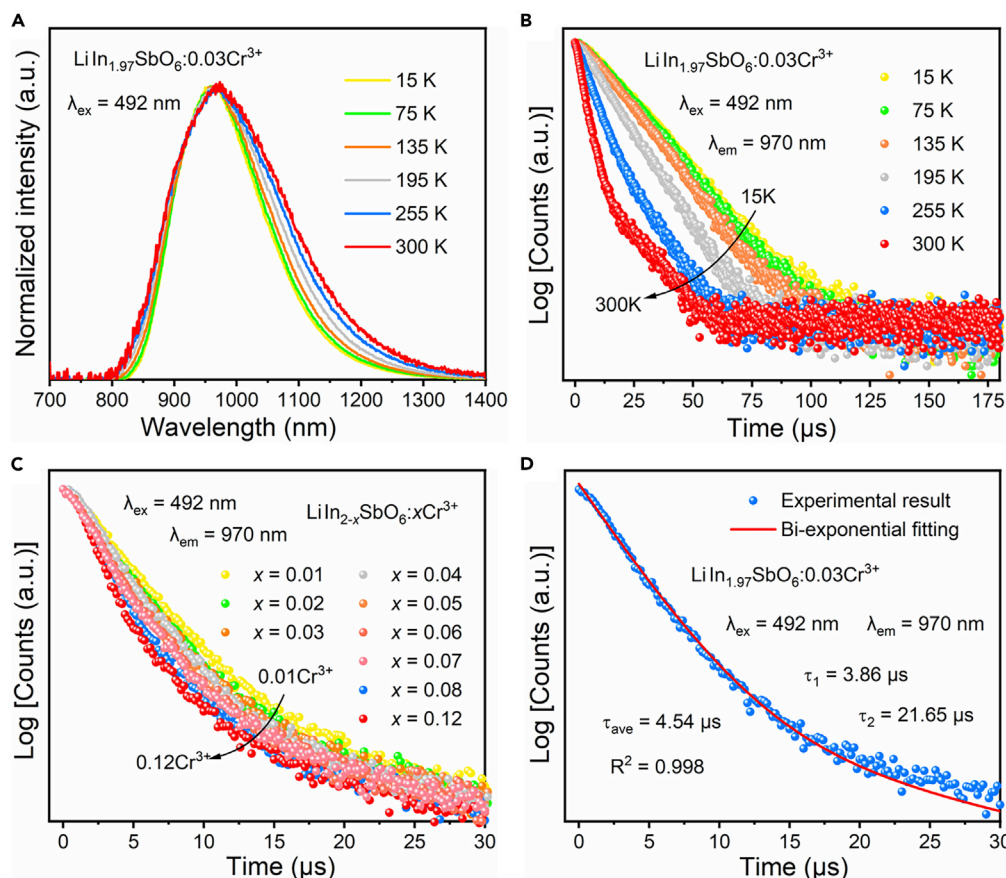 A
LiIn1.97SbO6:0.03Cr3+
λex = 492 nm
15 K
75 K
135 K
195 K
255 K
300 K
Normalized intensity (a.u.)
700 800 900 1000 1100 1200 1300 1400
Wavelength (nm)
B
LiIn1.97SbO6:0.03Cr3+
λex = 492 nm
λem = 970 nm
15 K
75 K
135 K
195 K
255 K
300 K
15K
300K
Log [Counts (a.u.)]
0 25 50 75 100 125 150 175
Time (µs)
C
λex = 492 nm
λem = 970 nm
LiIn2-xSbO6:xCr3+
x = 0.01
x = 0.02
x = 0.03
x = 0.04
x = 0.05
x = 0.06
x = 0.07
x = 0.08
x = 0.12
0.01Cr3+
0.12Cr3+
Log [Counts (a.u.)]
0 5 10 15 20 25 30
Time (µs)
D
Experimental result
Bi-exponential fitting
LiIn1.97SbO6:0.03Cr3+
λex = 492 nm λem = 970 nm
τ1 = 3.86 µs
τ2 = 21.65 µs
τave = 4.54 µs
R2 = 0.998
Log [Counts (a.u.)]
0 5 10 15 20 25 30
Time (µs)